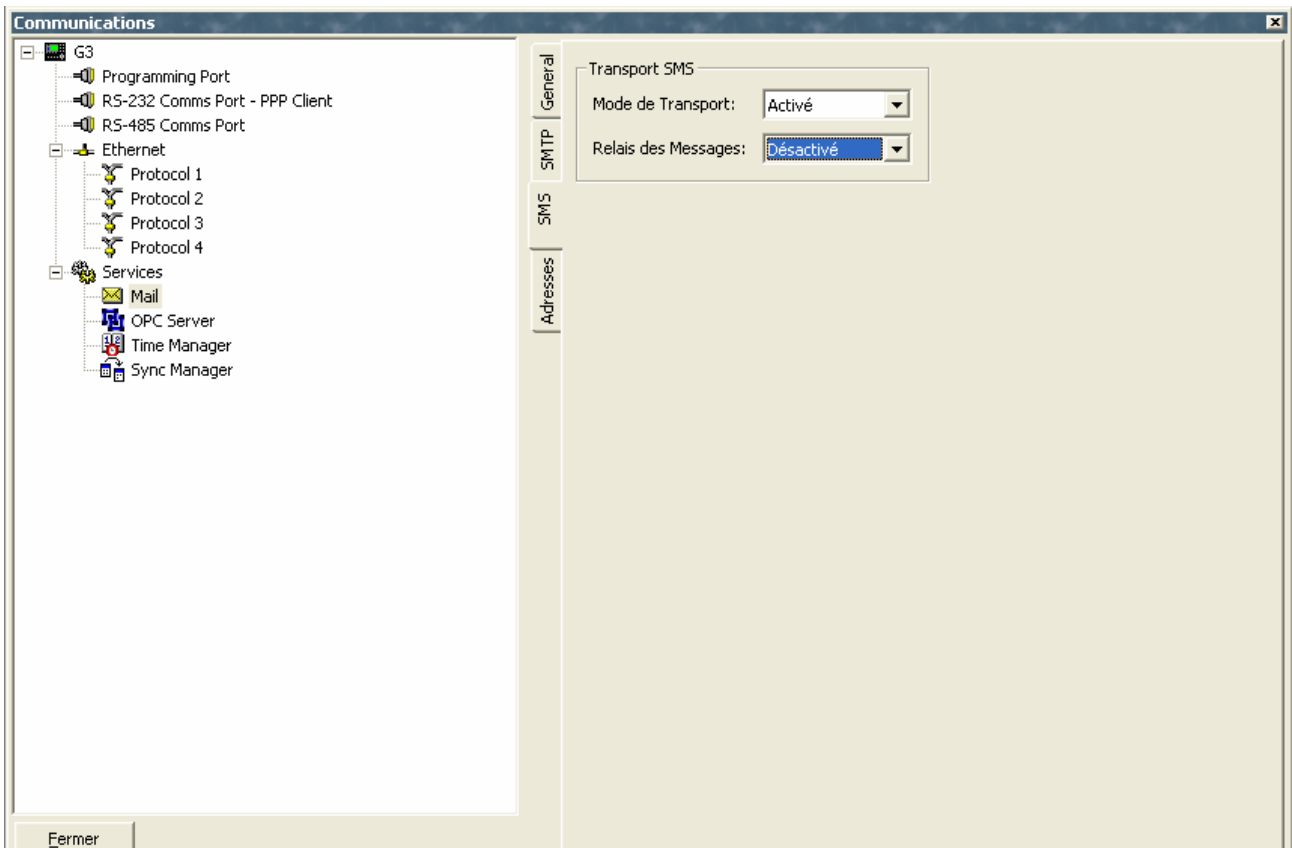 Communications
G3
Programming Port
RS-232 Comms Port - PPP Client
RS-485 Comms Port
Ethernet
Protocol 1
Protocol 2
Protocol 3
Protocol 4
Services
Mail
OPC Server
Time Manager
Sync Manager
Fermer
General
SMTP
SMS
Adresses
Transport SMS
Mode de Transport: Activé
Relais des Messages: Désactivé